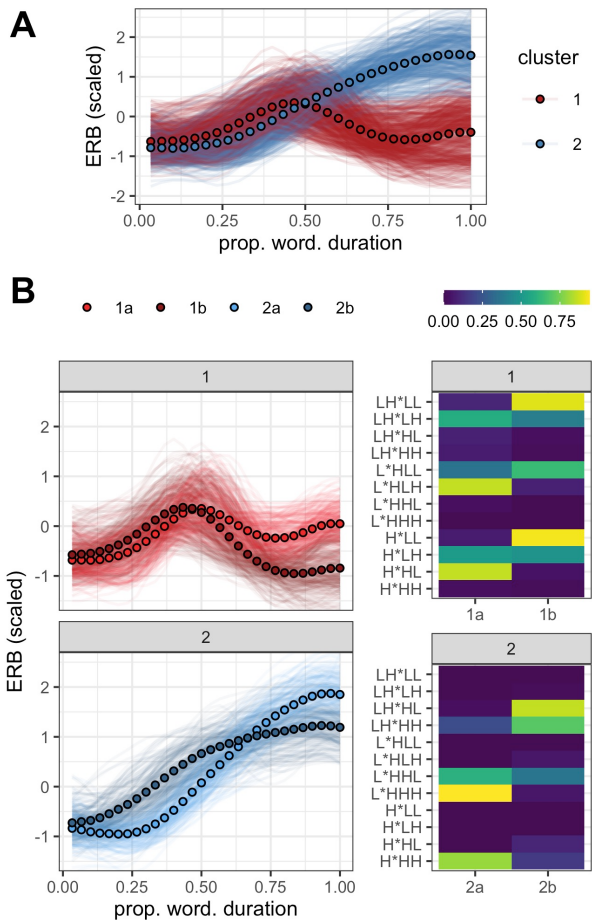 A
ERB (scaled)
2
1
0
-1
-2
0.00 0.25 0.50 0.75 1.00
prop. word. duration
cluster
1
2
B
1a 1b 2a 2b
0.00 0.25 0.50 0.75
ERB (scaled)
1
2
1
0
-1
2
2
1
0
-1
0.00 0.25 0.50 0.75 1.00
prop. word. duration
1
LH*LL
LH*LH
LH*HL
LH*HH
L*HLL
L*HLH
L*HHL
L*HHH
H*LL
H*LH
H*HL
H*HH
1a 1b
2
LH*LL
LH*LH
LH*HL
LH*HH
L*HLL
L*HLH
L*HHL
L*HHH
H*LL
H*LH
H*HL
H*HH
2a 2b